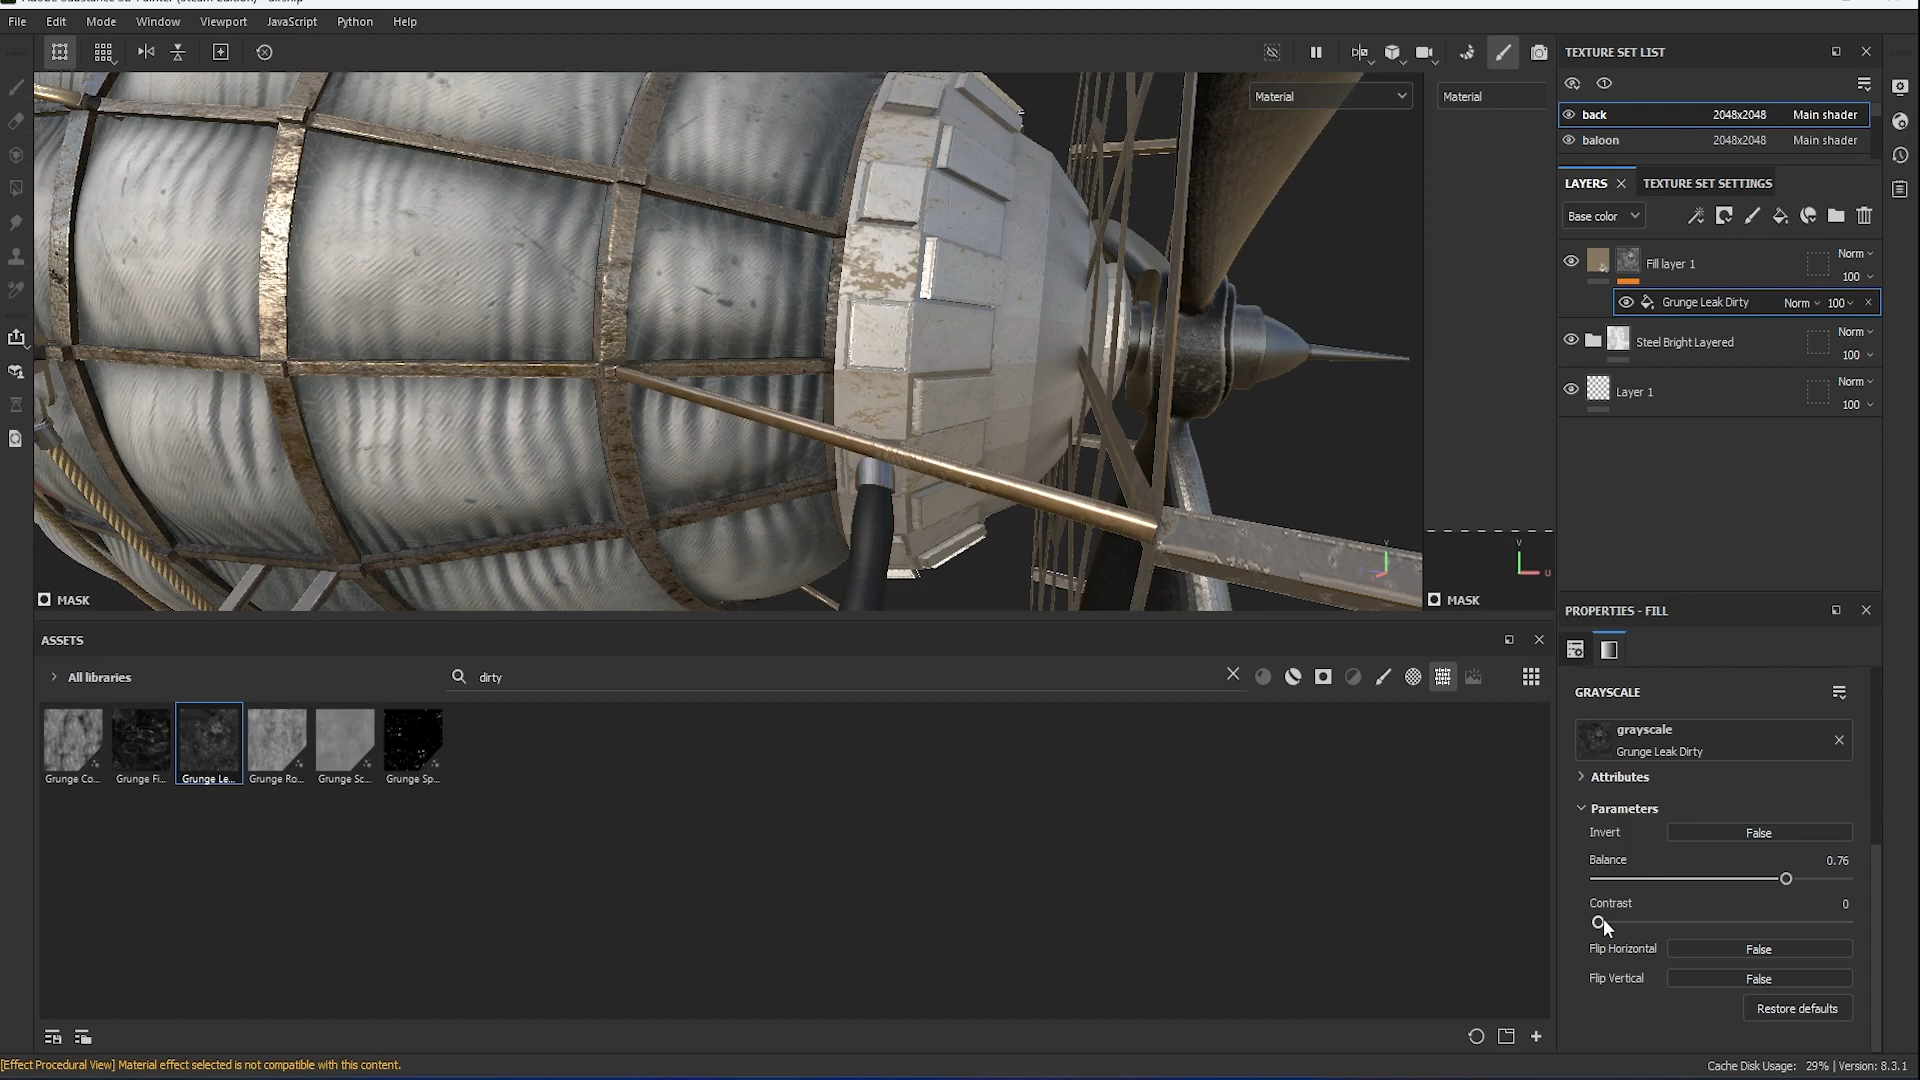 File Edit Mode Window Viewport JavaScript Python Help
Material
Material
MASK
MASK
TEXTURE SET LIST
back 2048x2048 Main shader
baloon 2048x2048 Main shader
LAYERS TEXTURE SET SETTINGS
Base color
Fill layer 1 Norm 100
Grunge Leak Dirty Norm 100
Steel Bright Layered Norm 100
Layer 1 Norm 100
ASSETS
All libraries
dirty
Grunge Co... Grunge Fi... Grunge Le... Grunge Ro... Grunge Sc... Grunge Sp...
PROPERTIES - FILL
GRAYSCALE
grayscale
Grunge Leak Dirty
Attributes
Parameters
Invert False
Balance 0.76
Contrast 0
Flip Horizontal False
Flip Vertical False
Restore defaults
[Effect Procedural View] Material effect selected is not compatible with this content.
Cache Disk Usage: 29% | Version: 8.3.1